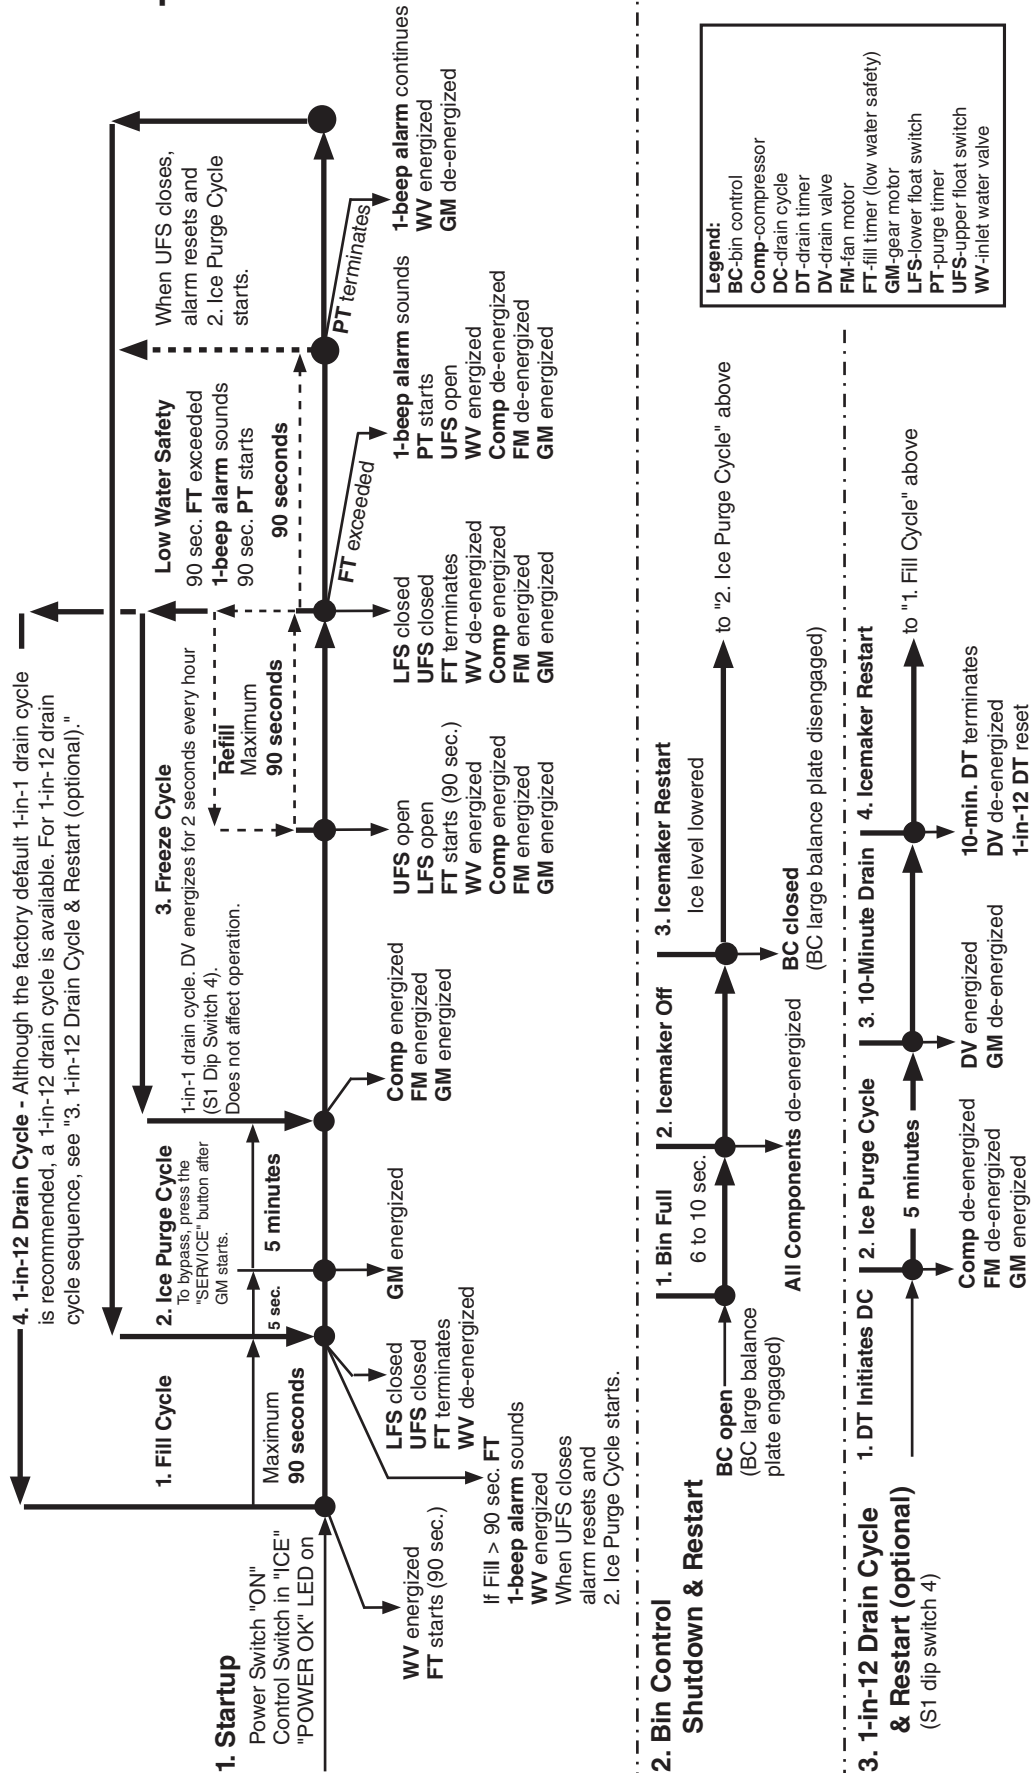 1. Startup
Power Switch "ON"
Control Switch in "ICE"
"POWER OK" LED on
4. 1-in-12 Drain Cycle - Although the factory default 1-in-1 drain cycle
is recommended, a 1-in-12 drain cycle is available. For 1-in-12 drain
cycle sequence, see "3. 1-in-12 Drain Cycle & Restart (optional)."
1. Fill Cycle
Maximum
90 seconds
WV energized
FT starts (90 sec.)
2. Ice Purge Cycle
To bypass, press the
"SERVICE" button after
GM starts.
5 sec.
5 minutes
LFS closed
UFS closed
FT terminates
WV de-energized
If Fill > 90 sec. FT
1-beep alarm sounds
WV energized
When UFS closes
alarm resets and
2. Ice Purge Cycle starts.
GM energized
3. Freeze Cycle
1-in-1 drain cycle. DV energizes for 2 seconds every hour
(S1 Dip Switch 4).
Does not affect operation.
Comp energized
FM energized
GM energized
Refill
Maximum
90 seconds
UFS open
LFS open
FT starts (90 sec.)
WV energized
Comp energized
FM energized
GM energized
LFS closed
UFS closed
FT terminates
WV de-energized
Comp energized
FM energized
GM energized
Low Water Safety
90 sec. FT exceeded
1-beep alarm sounds
90 sec. PT starts
90 seconds
FT exceeded
1-beep alarm sounds
PT starts
UFS open
WV energized
Comp de-energized
FM de-energized
GM energized
When UFS closes,
alarm resets and
2. Ice Purge Cycle
starts.
PT terminates
1-beep alarm continues
WV energized
GM de-energized
2. Bin Control
Shutdown & Restart
BC open
(BC large balance
plate engaged)
1. Bin Full
6 to 10 sec.
2. Icemaker Off
All Components de-energized
3. Icemaker Restart
Ice level lowered
BC closed
(BC large balance plate disengaged)
to "2. Ice Purge Cycle" above
Legend:
BC-bin control
Comp-compressor
DC-drain cycle
DT-drain timer
DV-drain valve
FM-fan motor
FT-fill timer (low water safety)
GM-gear motor
LFS-lower float switch
PT-purge timer
UFS-upper float switch
WV-inlet water valve
3. 1-in-12 Drain Cycle
& Restart (optional)
(S1 dip switch 4)
1. DT Initiates DC
2. Ice Purge Cycle
5 minutes
Comp de-energized
FM de-energized
GM energized
3. 10-Minute Drain
DV energized
GM de-energized
4. Icemaker Restart
10-min. DT terminates
DV de-energized
1-in-12 DT reset
to "1. Fill Cycle" above